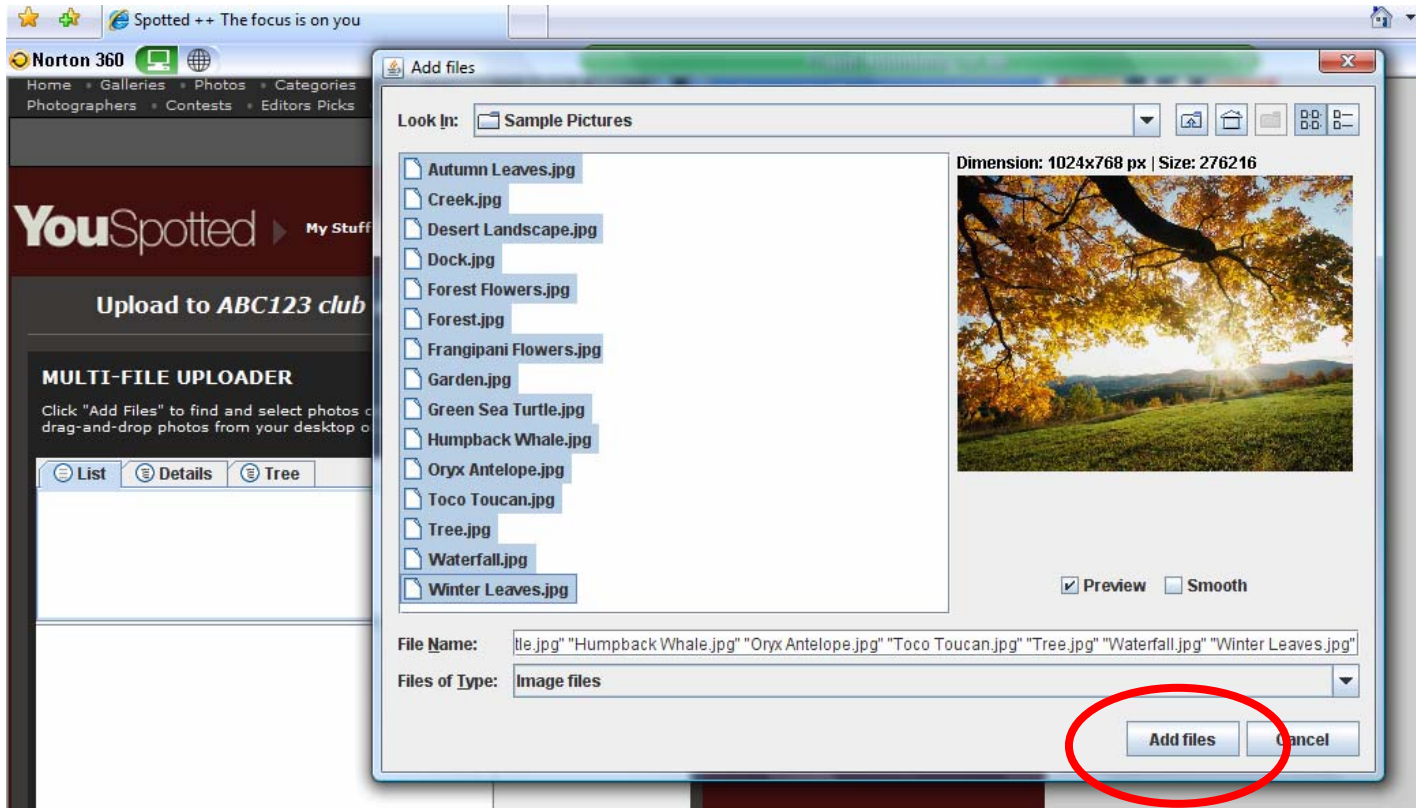 Spotted ++ The focus is on you
Norton 360
Home Galleries Photos Categories
Photographers Contests Editors Picks
YouSpotted My Stuff
Upload to ABC123 club
MULTI-FILE UPLOADER
Click "Add Files" to find and select photos
drag-and-drop photos from your desktop
List Details Tree
Add files
Look In: Sample Pictures
Autumn Leaves.jpg
Creek.jpg
Desert Landscape.jpg
Dock.jpg
Forest Flowers.jpg
Forest.jpg
Frangipani Flowers.jpg
Garden.jpg
Green Sea Turtle.jpg
Humpback Whale.jpg
Oryx Antelope.jpg
Toco Toucan.jpg
Tree.jpg
Waterfall.jpg
Winter Leaves.jpg
Dimension: 1024x768 px | Size: 276216
Preview Smooth
File Name: tle.jpg" "Humpback Whale.jpg" "Oryx Antelope.jpg" "Toco Toucan.jpg" "Tree.jpg" "Waterfall.jpg" "Winter Leaves.jpg"
Files of Type: Image files
Add files Cancel